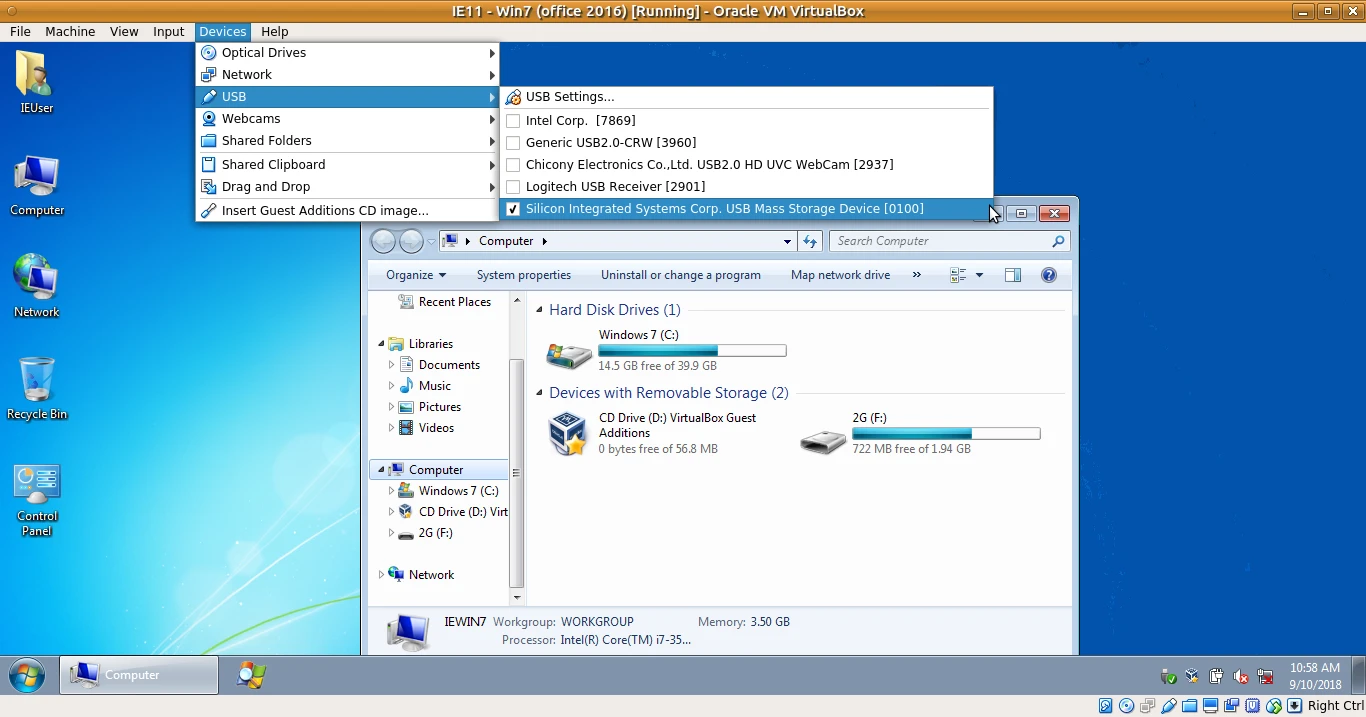 IE11 - Win7 (office 2016) [Running] - Oracle VM VirtualBox
File Machine View Input Devices Help
Optical Drives
Network
USB
Webcams
Shared Folders
Shared Clipboard
Drag and Drop
Insert Guest Additions CD image...
USB Settings...
Intel Corp.  [7869]
Generic USB2.0-CRW [3960]
Chicony Electronics Co.,Ltd. USB2.0 HD UVC WebCam [2937]
Logitech USB Receiver [2901]
Silicon Integrated Systems Corp. USB Mass Storage Device [0100]
IEUser
Computer
Network
Recycle Bin
Control
Panel
Computer
Search Computer
Organize System properties Uninstall or change a program Map network drive »
Recent Places
Libraries
Documents
Music
Pictures
Videos
Computer
Windows 7 (C:)
CD Drive (D:) Virt
2G (F:)
Network
Hard Disk Drives (1)
Windows 7 (C:)
14.5 GB free of 39.9 GB
Devices with Removable Storage (2)
CD Drive (D:) VirtualBox Guest
Additions
0 bytes free of 56.8 MB
2G (F:)
722 MB free of 1.94 GB
IEWIN7 Workgroup: WORKGROUP Memory: 3.50 GB
Processor: Intel(R) Core(TM) i7-35...
Computer
10:58 AM
9/10/2018
Right Ctrl